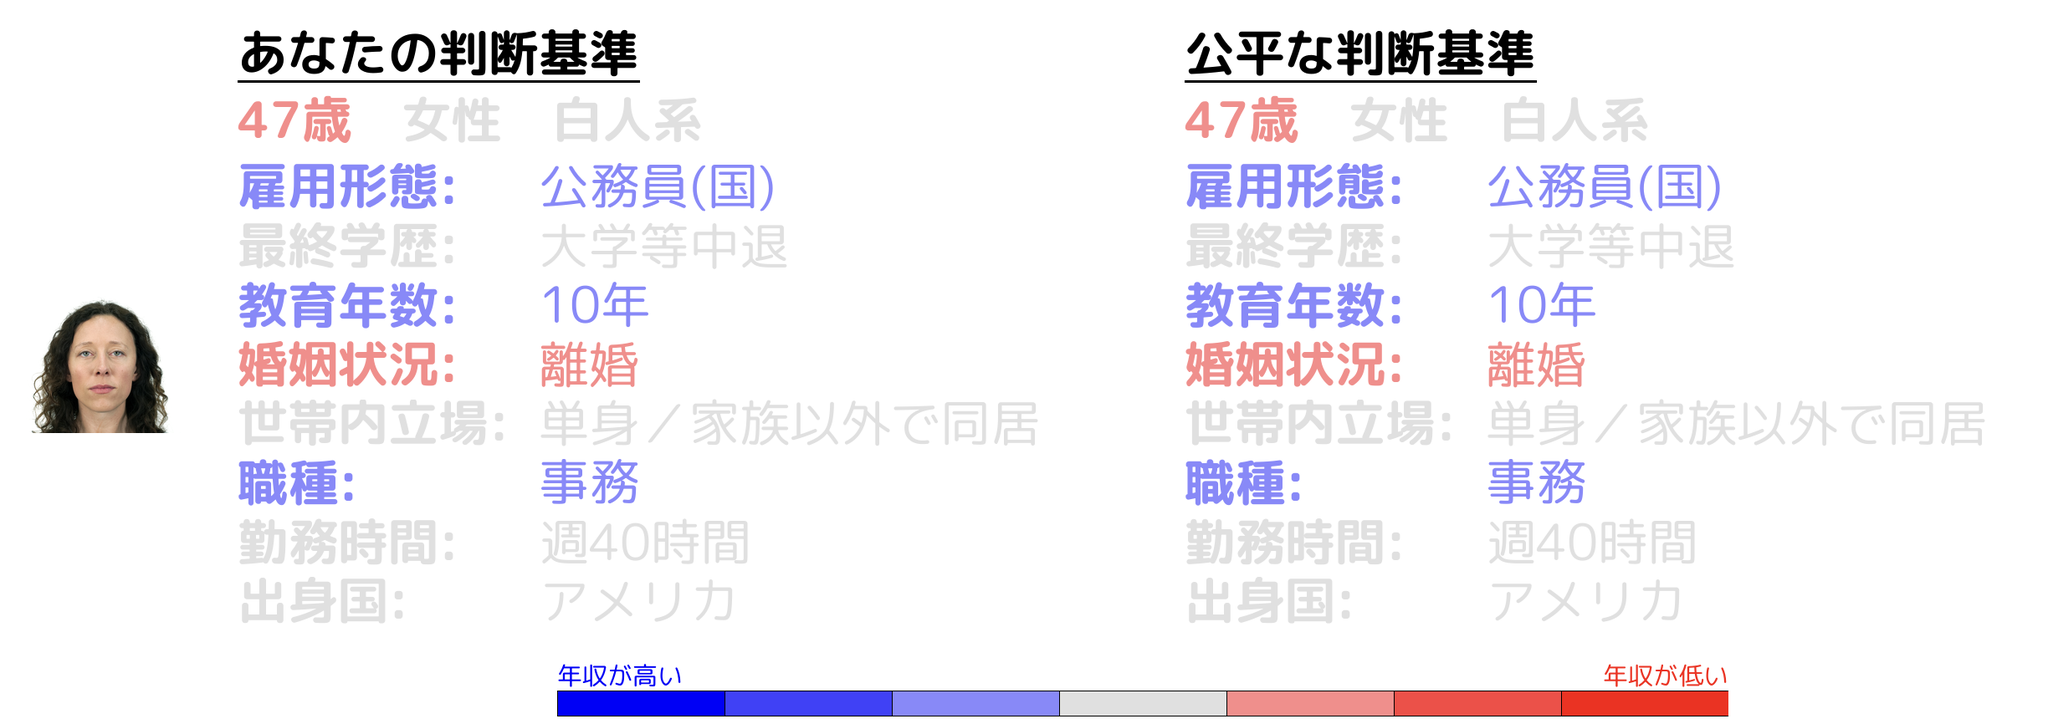 あなたの判断基準
47歳 女性 白人系
雇用形態: 公務員(国)
最終学歴: 大学等中退
教育年数: 10年
婚姻状況: 離婚
世帯内立場: 単身／家族以外で同居
職種: 事務
勤務時間: 週40時間
出身国: アメリカ
公平な判断基準
47歳 女性 白人系
雇用形態: 公務員(国)
最終学歴: 大学等中退
教育年数: 10年
婚姻状況: 離婚
世帯内立場: 単身／家族以外で同居
職種: 事務
勤務時間: 週40時間
出身国: アメリカ
年収が高い 年収が低い